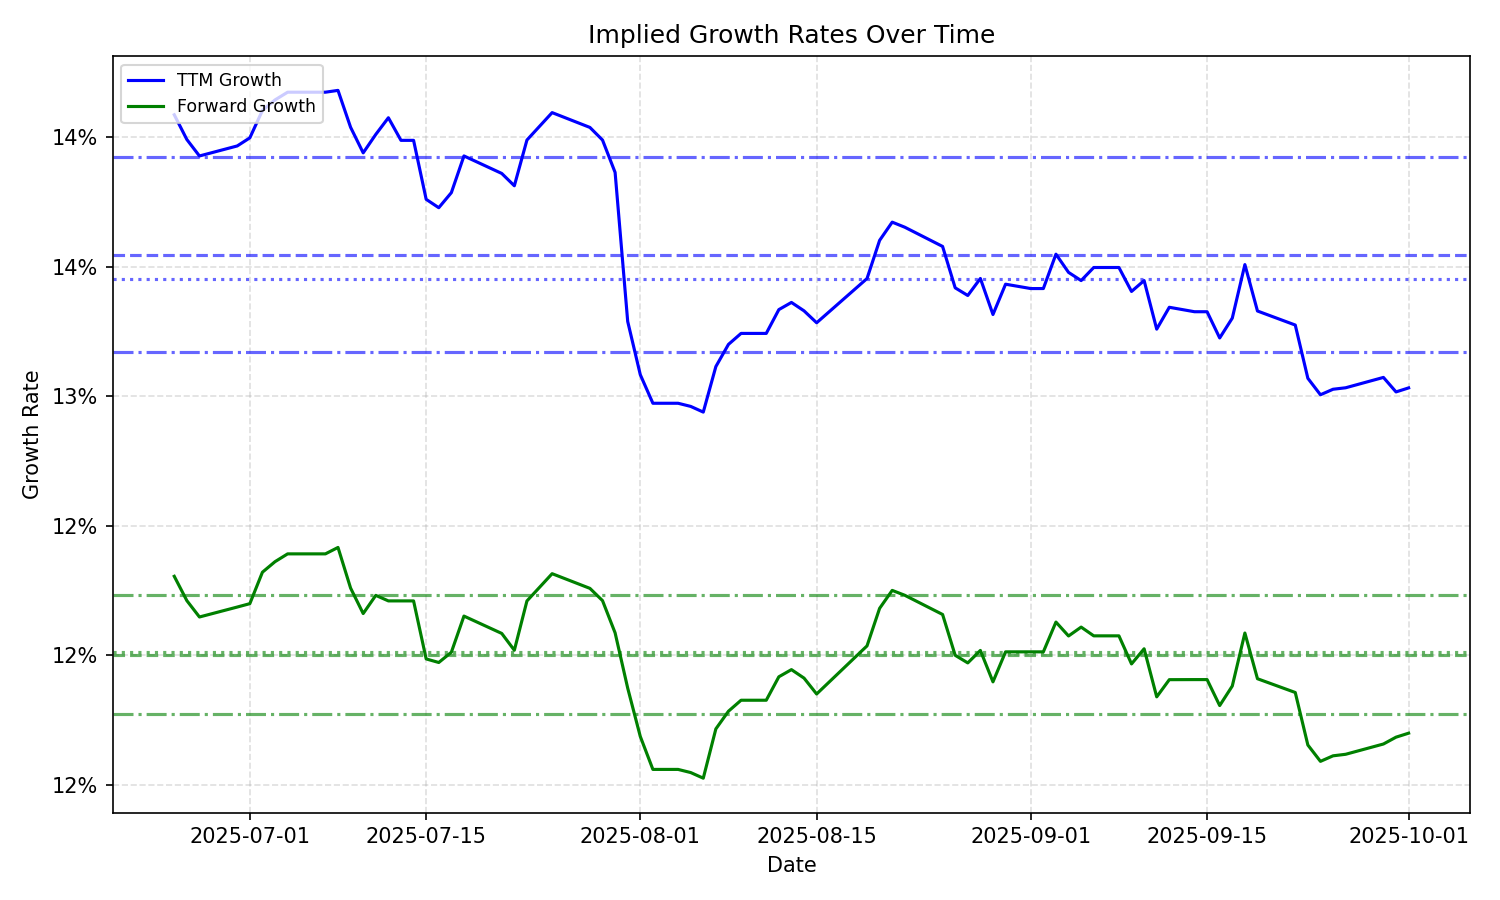 Implied Growth Rates Over Time
TTM Growth
Forward Growth
14%
14%
13%
12%
12%
12%
Growth Rate
2025-07-01
2025-07-15
2025-08-01
2025-08-15
2025-09-01
2025-09-15
2025-10-01
Date